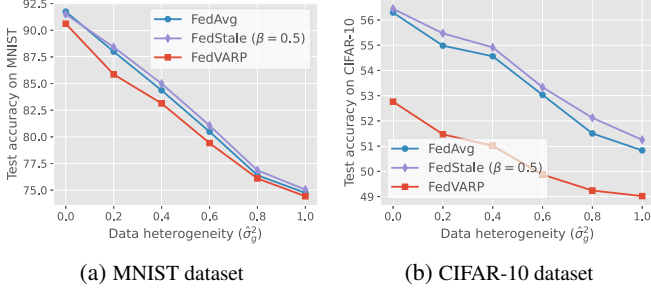 92.5
90.0
87.5
85.0
82.5
80.0
77.5
75.0
Test accuracy on MNIST
FedAvg
FedStale (β = 0.5)
FedVARP
0.0 0.2 0.4 0.6 0.8 1.0
Data heterogeneity (σ̂²_g)
(a) MNIST dataset
56
55
54
53
52
51
50
49
Test accuracy on CIFAR-10
FedAvg
FedStale (β = 0.5)
FedVARP
0.0 0.2 0.4 0.6 0.8 1.0
Data heterogeneity (σ̂²_g)
(b) CIFAR-10 dataset